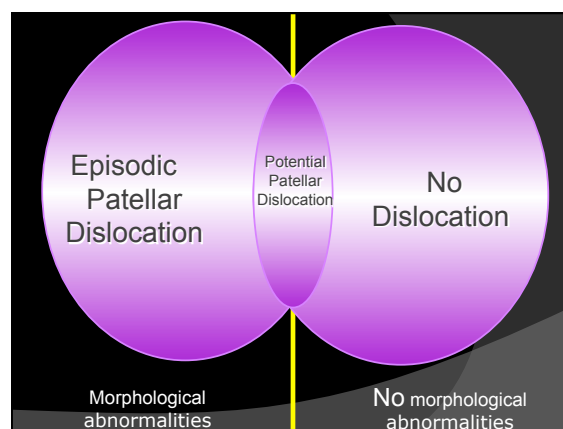 Episodic
Patellar
Dislocation
Potential
Patellar
Dislocation
No
Dislocation
Morphological
abnormalities
No morphological
abnormalities